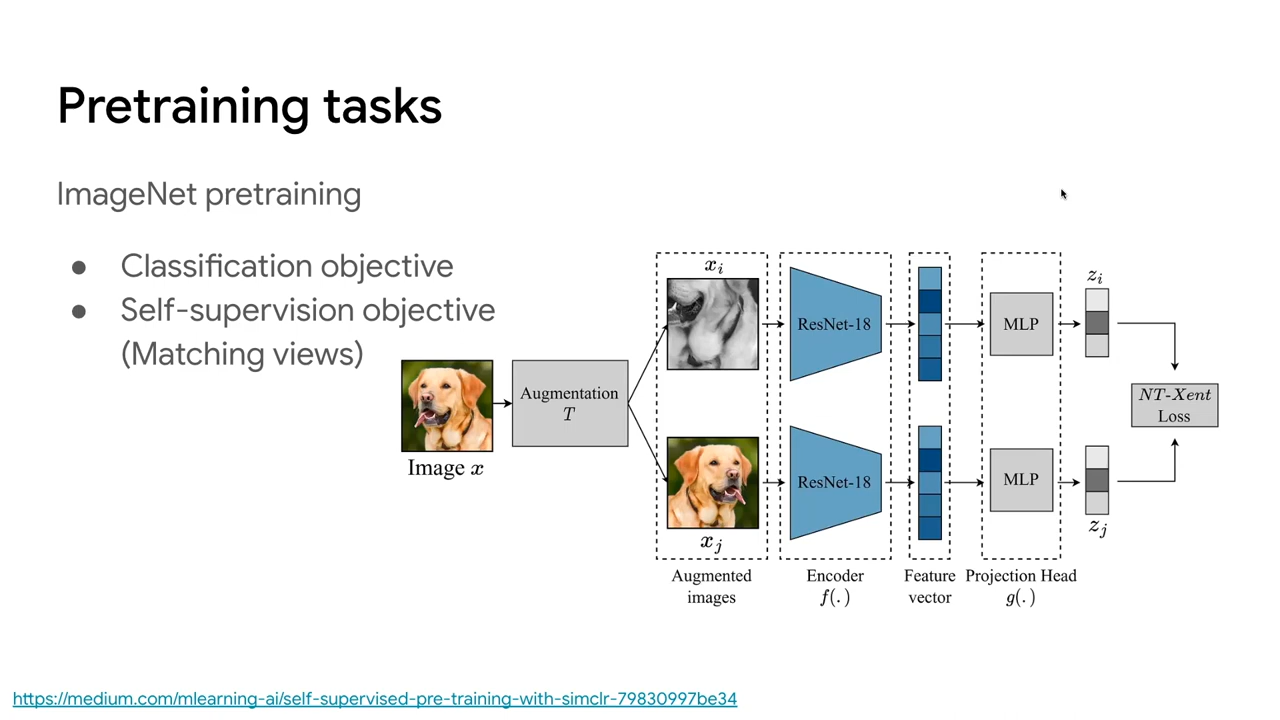 Pretraining tasks
ImageNet pretraining
● Classification objective
● Self-supervision objective
(Matching views)
Image x
Augmentation
T
x_i
x_j
Augmented
images
ResNet-18
ResNet-18
Encoder
f(.)
Feature
vector
MLP
MLP
Projection Head
g(.)
z_i
z_j
NT-Xent
Loss
https://medium.com/mlearning-ai/self-supervised-pre-training-with-simclr-79830997be34